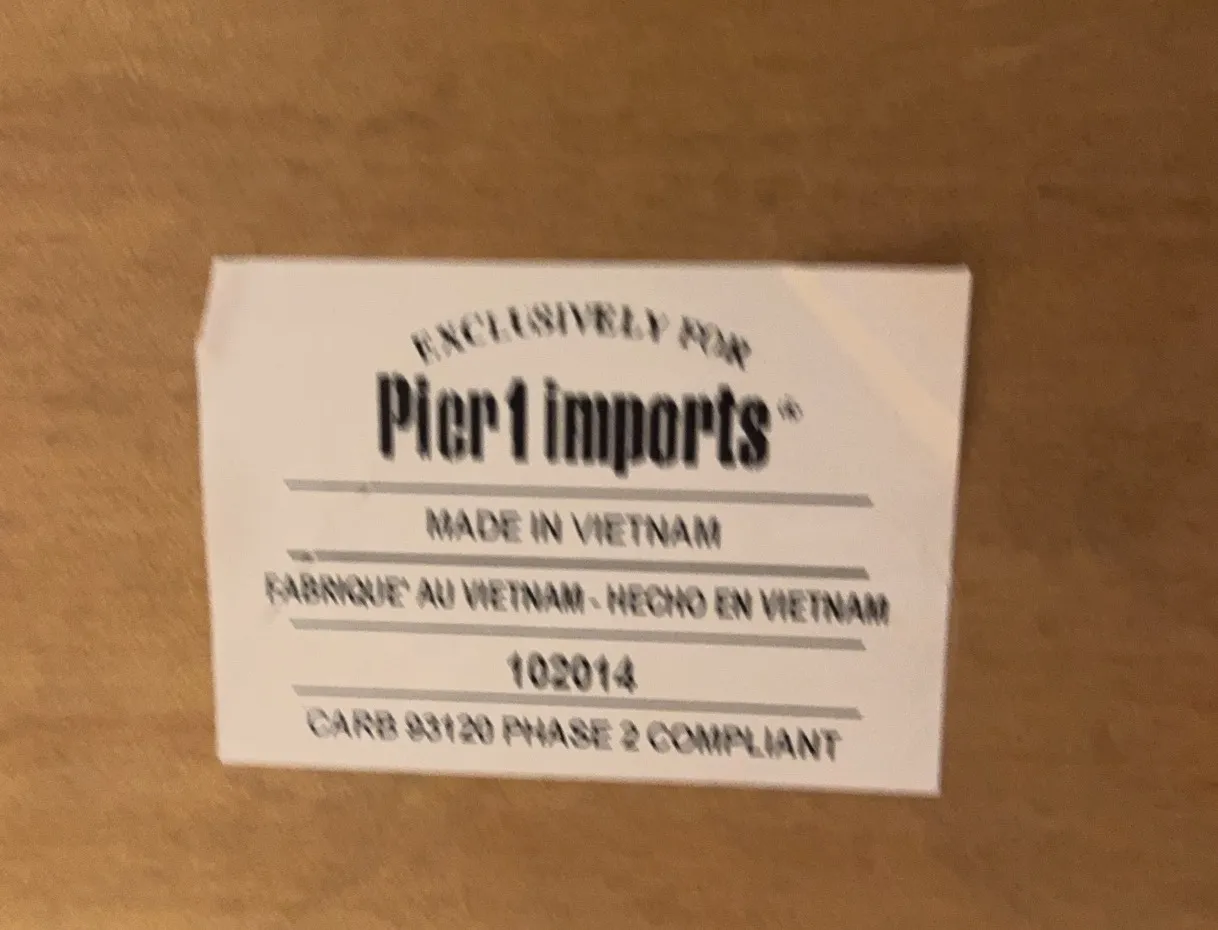 EXCLUSIVELY FOR
Pier 1 imports®
MADE IN VIETNAM
FABRIQUE' AU VIETNAM - HECHO EN VIETNAM
102014
CARB 93120 PHASE 2 COMPLIANT